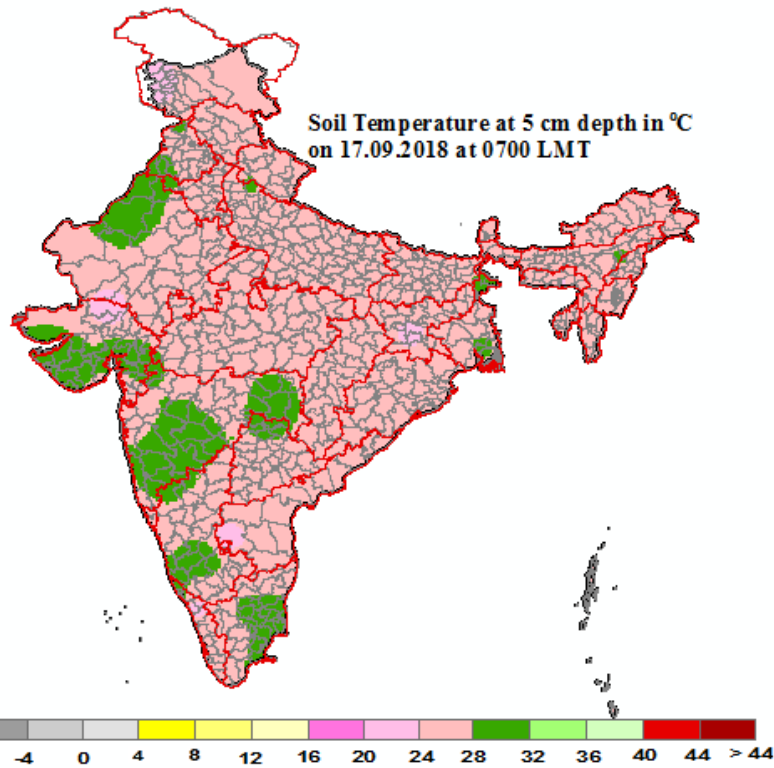 Soil Temperature at 5 cm depth in ⁰C
on 17.09.2018 at 0700 LMT
-4 0 4 8 12 16 20 24 28 32 36 40 44 > 44